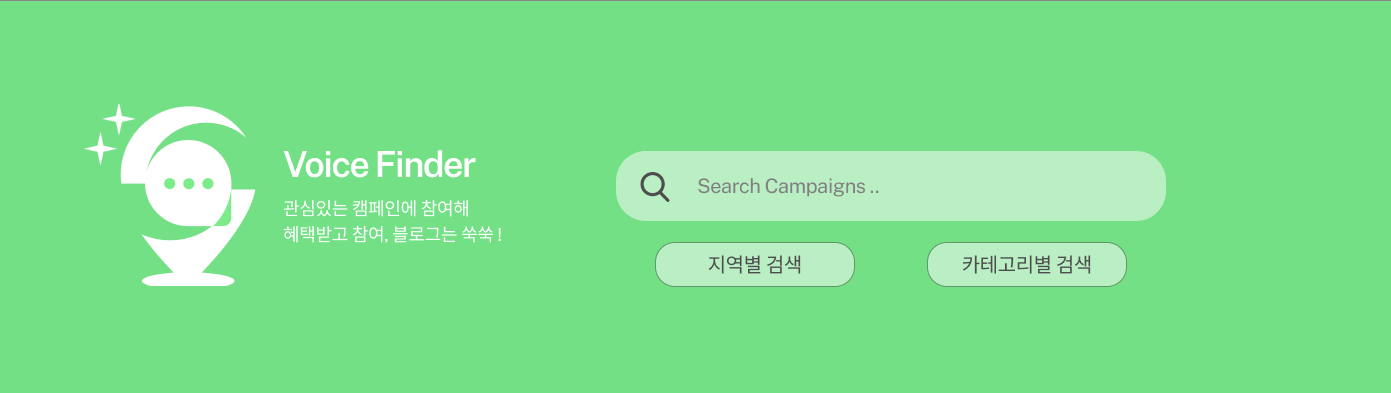 Voice Finder
관심있는 캠페인에 참여해
혜택받고 참여, 블로그는 쑥쑥 !
Search Campaigns ..
지역별 검색
카테고리별 검색